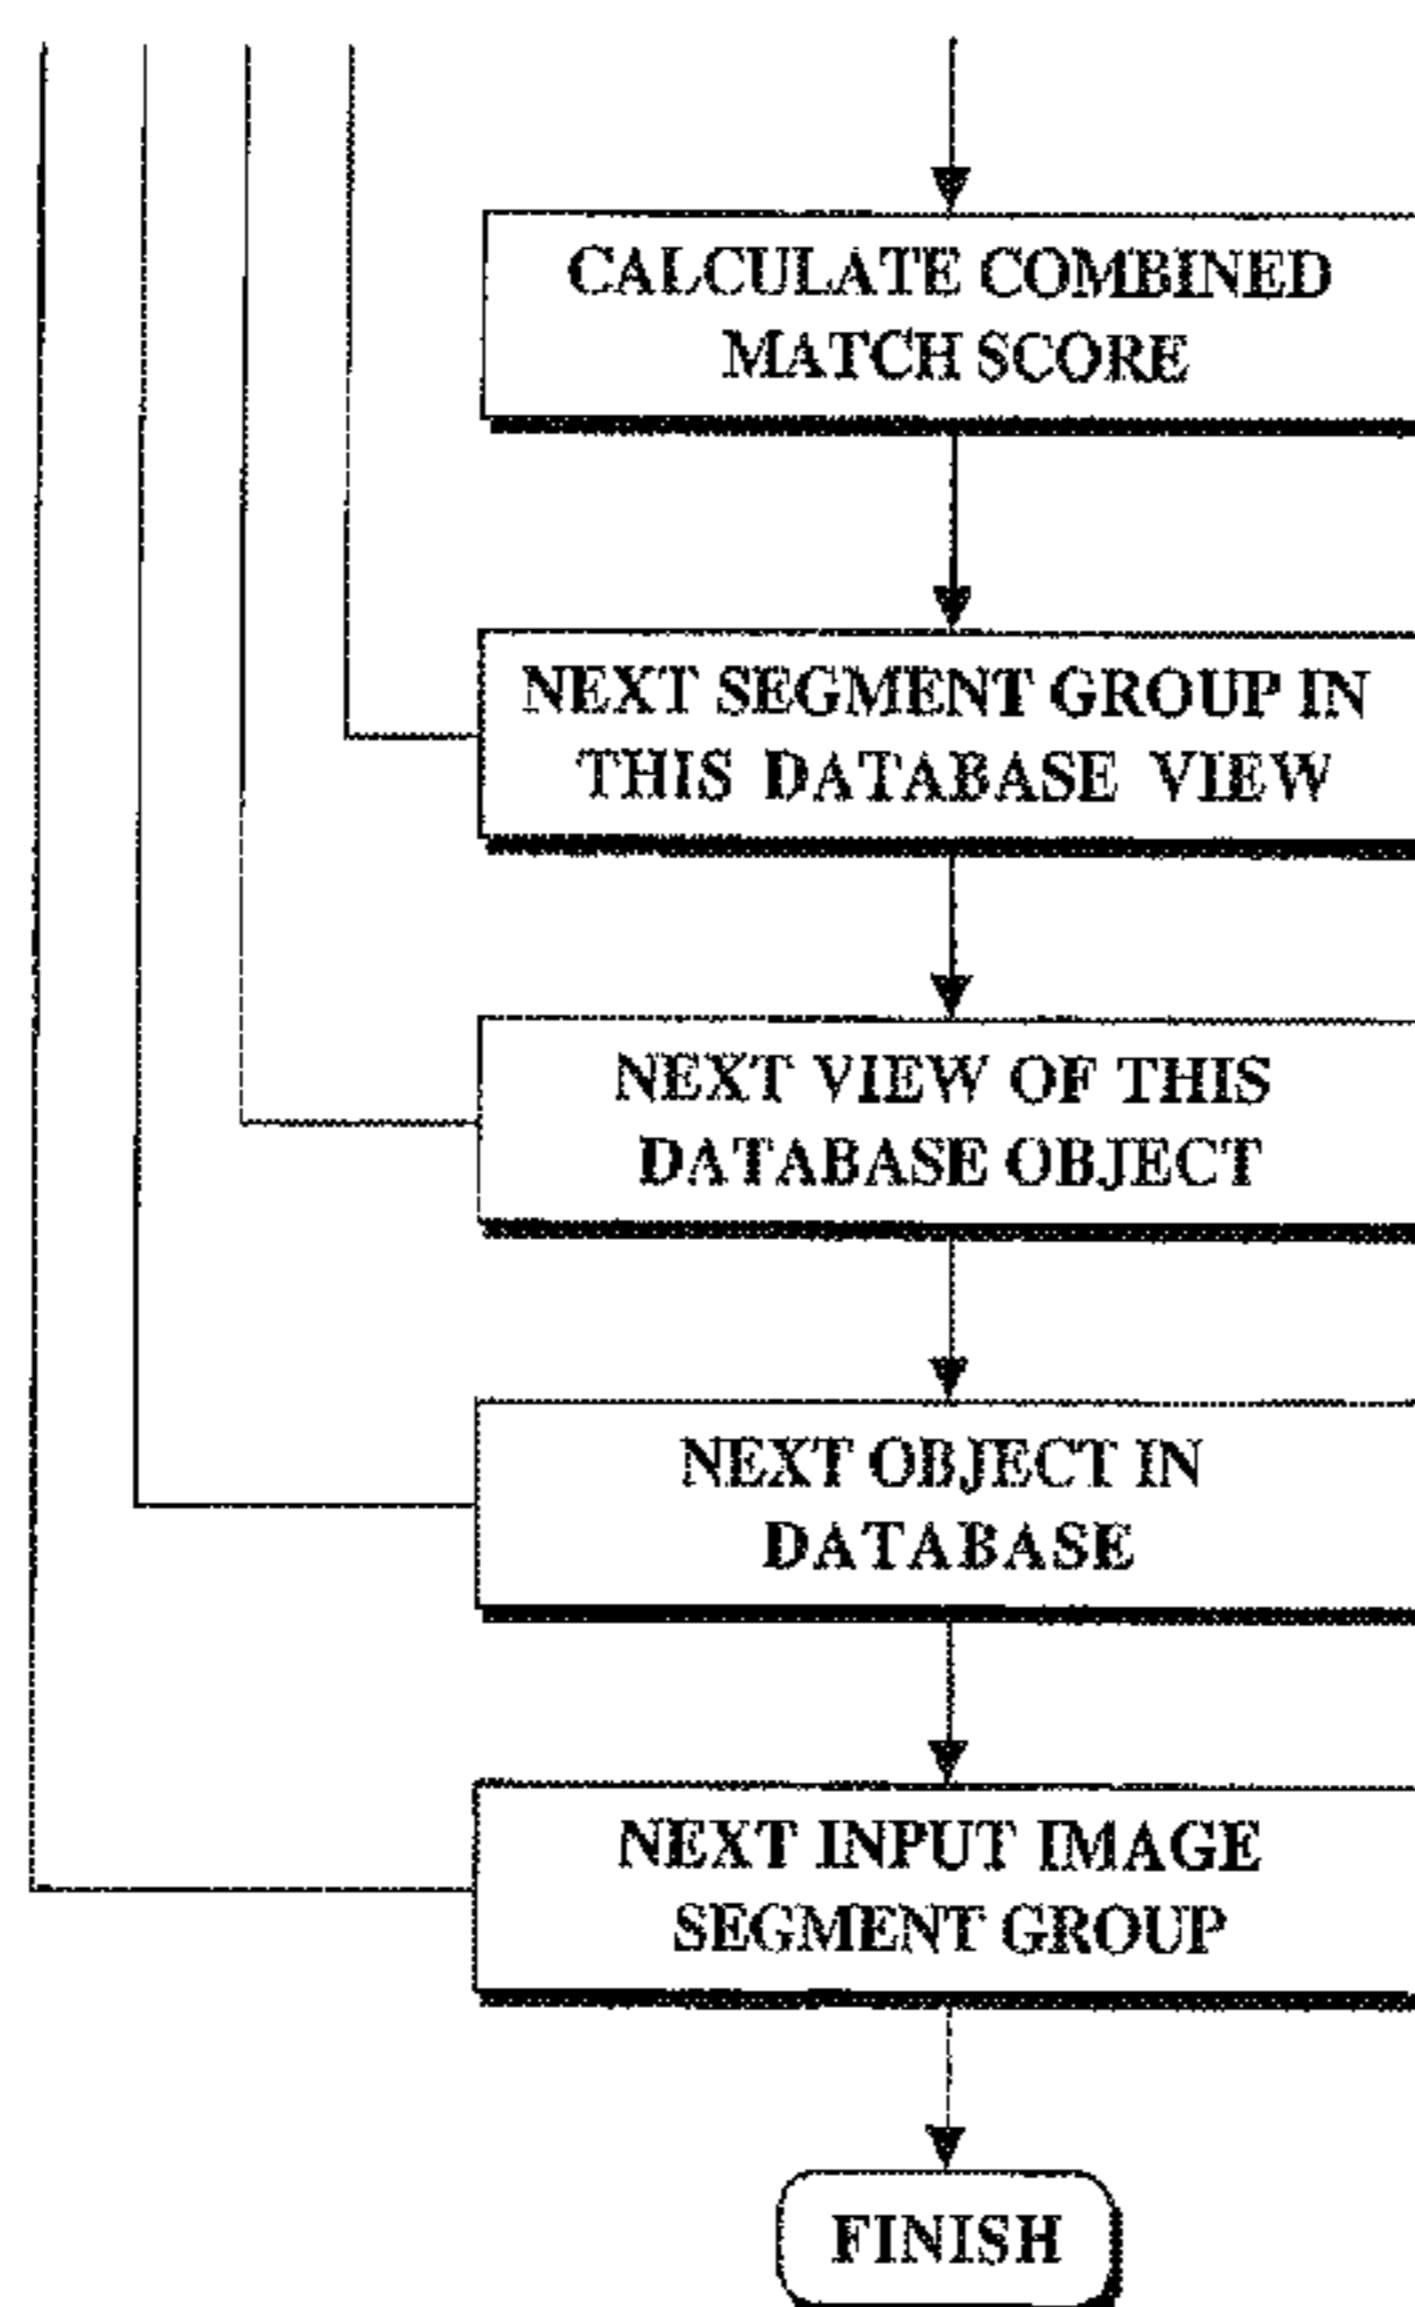 CALCULATE COMBINED
MATCH SCORE
NEXT SEGMENT GROUP IN
THIS DATABASE VIEW
NEXT VIEW OF THIS
DATABASE OBJECT
NEXT OBJECT IN
DATABASE
NEXT INPUT IMAGE
SEGMENT GROUP
FINISH